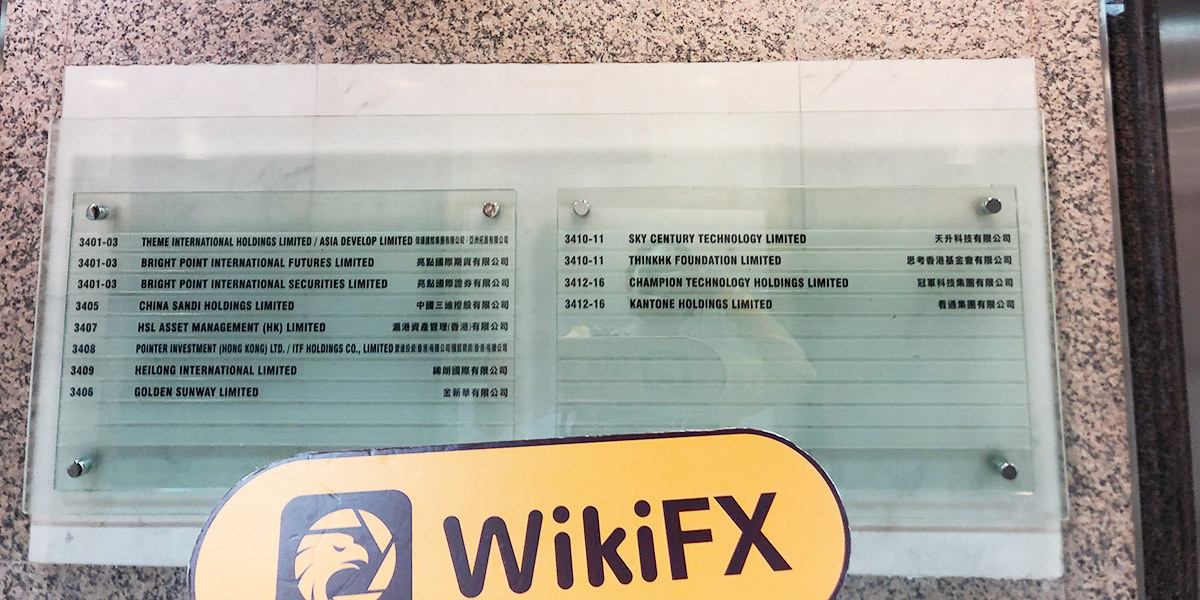 3401-03 THEME INTERNATIONAL HOLDINGS LIMITED / ASIA DEVELOP LIMITED
3401-03 BRIGHT POINT INTERNATIONAL FUTURES LIMITED 亮點國際期貨有限公司
3401-03 BRIGHT POINT INTERNATIONAL SECURITIES LIMITED 亮點國際證券有限公司
3405 CHINA SANDI HOLDINGS LIMITED 中國三迪控股有限公司
3407 HSL ASSET MANAGEMENT (HK) LIMITED 滬港資產管理(香港)有限公司
3408 POINTER INVESTMENT (HONG KONG) LTD. / ITF HOLDINGS CO., LIMITED
3409 HEILONG INTERNATIONAL LIMITED 國際有限公司
3406 GOLDEN SUNWAY LIMITED 金新華有限公司
3410-11 SKY CENTURY TECHNOLOGY LIMITED 天升科技有限公司
3410-11 THINKHK FOUNDATION LIMITED 思考香港基金會有限公司
3412-16 CHAMPION TECHNOLOGY HOLDINGS LIMITED 冠軍科技集團有限公司
3412-16 KANTONE HOLDINGS LIMITED 看通集團有限公司
WikiFX